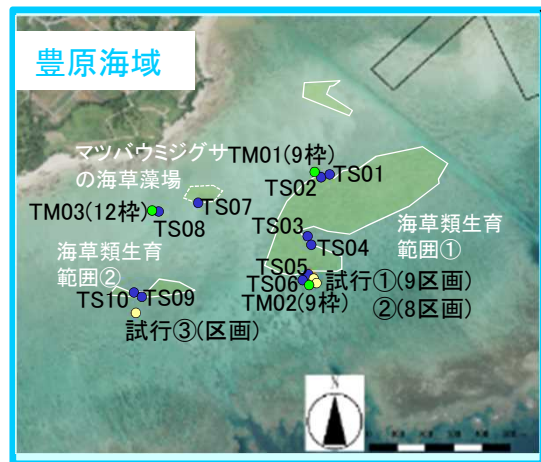 豊原海域
マツバウミジグサ
の海草藻場
TM01(9枠)
TS02
TS01
TS07
TM03(12枠)
TS08
TS03
TS04
海草類生育
範囲①
海草類生育
範囲②
TS05
TS06
試行①(9区画)
TM02(9枠)
②(8区画)
TS10
TS09
試行③(区画)
N